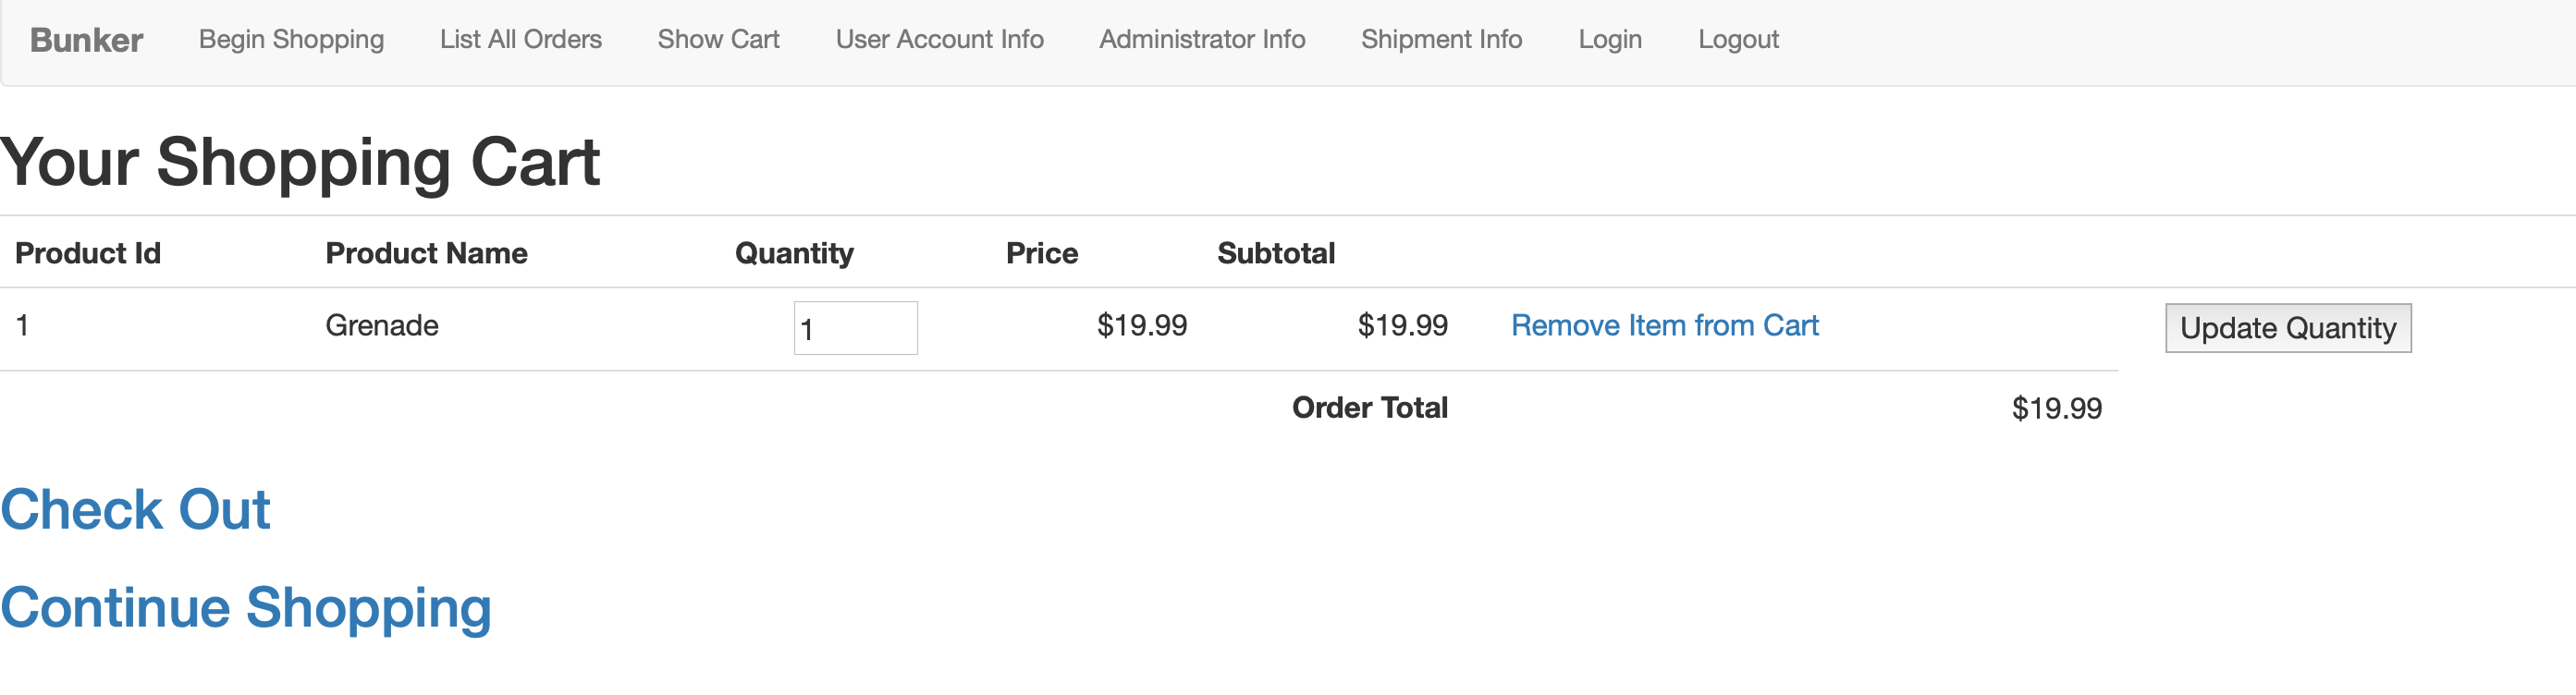 Bunker Begin Shopping List All Orders Show Cart User Account Info Administrator Info Shipment Info Login Logout
Your Shopping Cart
Product Id Product Name Quantity Price Subtotal
1 Grenade 1 $19.99 $19.99 Remove Item from Cart Update Quantity
Order Total $19.99
Check Out
Continue Shopping